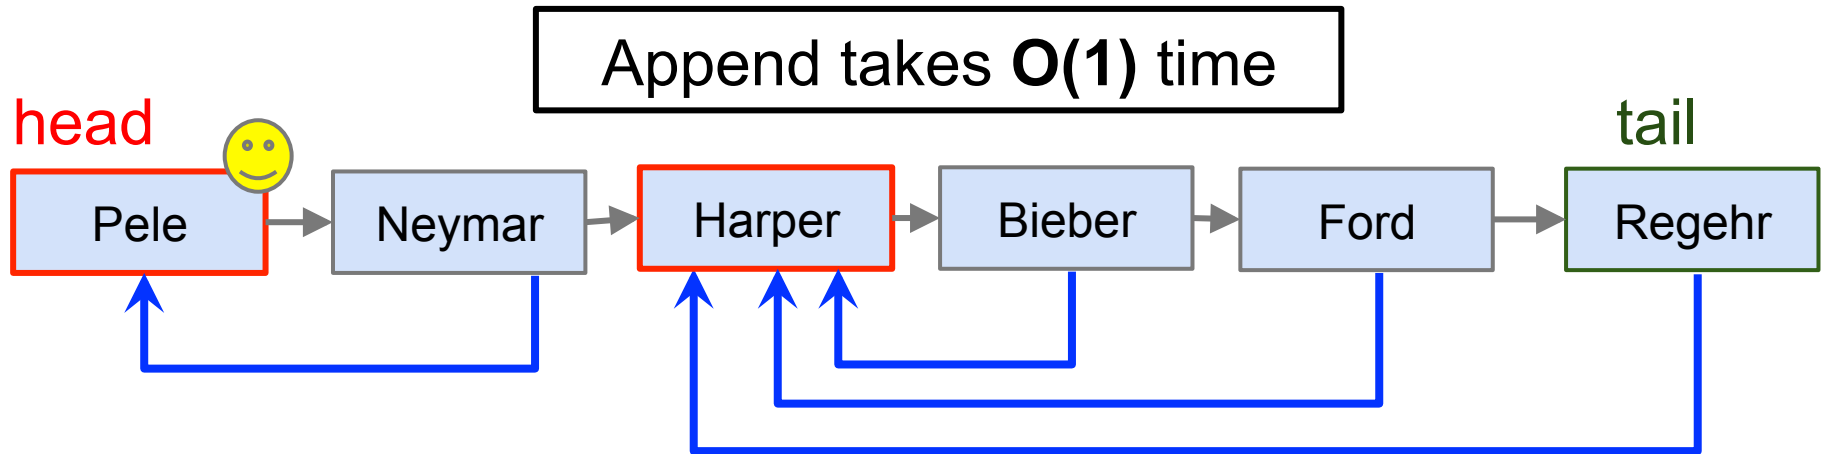 Append takes O(1) time
head
tail
Pele
Neymar
Harper
Bieber
Ford
Regehr